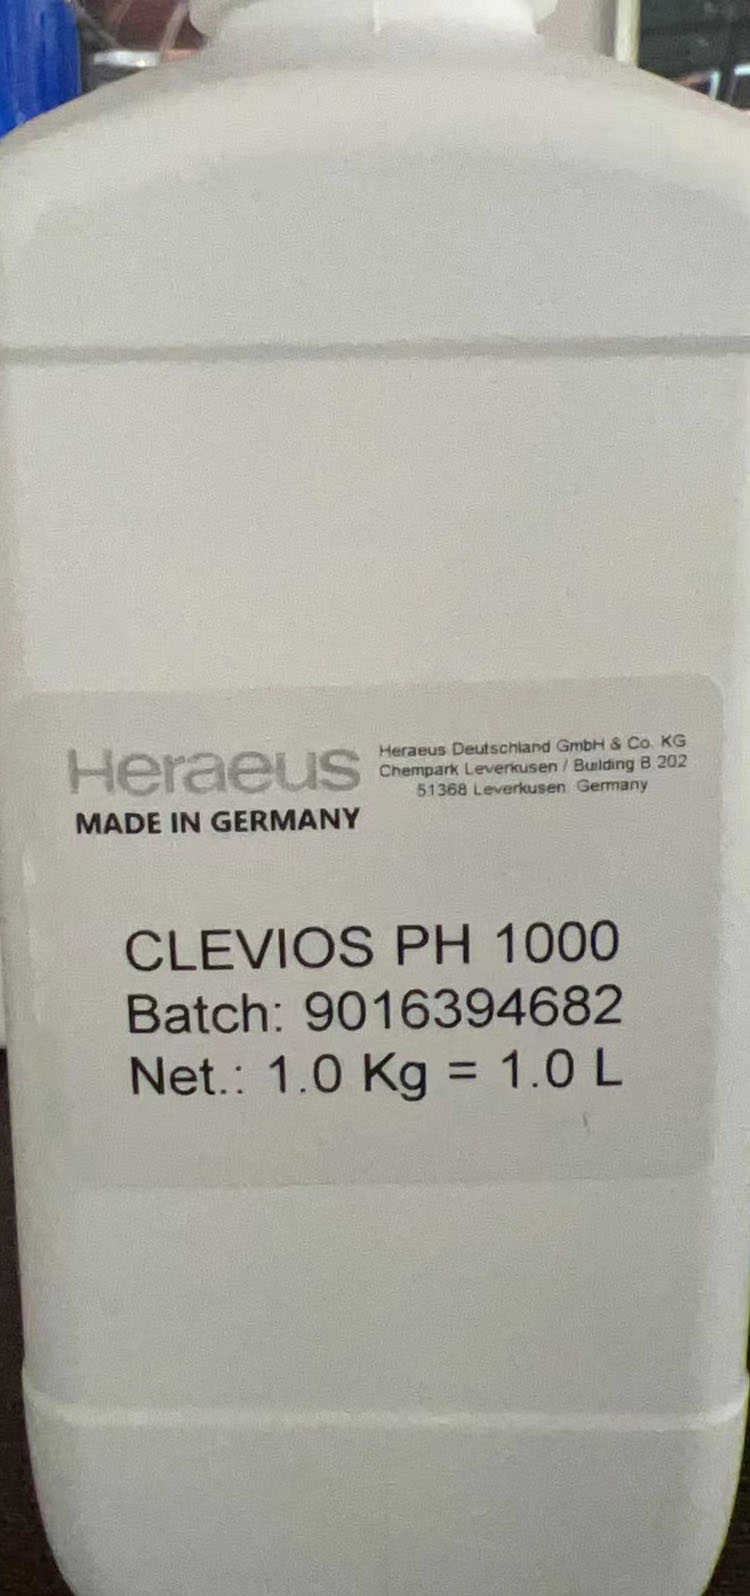 Heraeus
MADE IN GERMANY
Heraeus Deutschland GmbH & Co. KG
Chempark Leverkusen / Building B 202
51368 Leverkusen Germany
CLEVIOS PH 1000
Batch: 9016394682
Net.: 1.0 Kg = 1.0 L